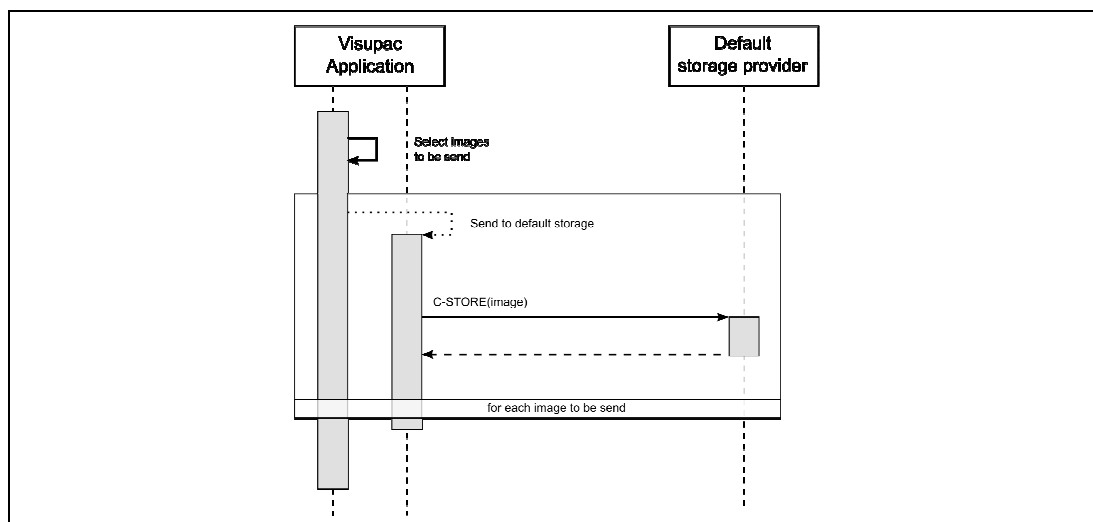 Visupac
Application
Default
storage provider
Select images
to be send
Send to default storage
C-STORE(image)
for each image to be send